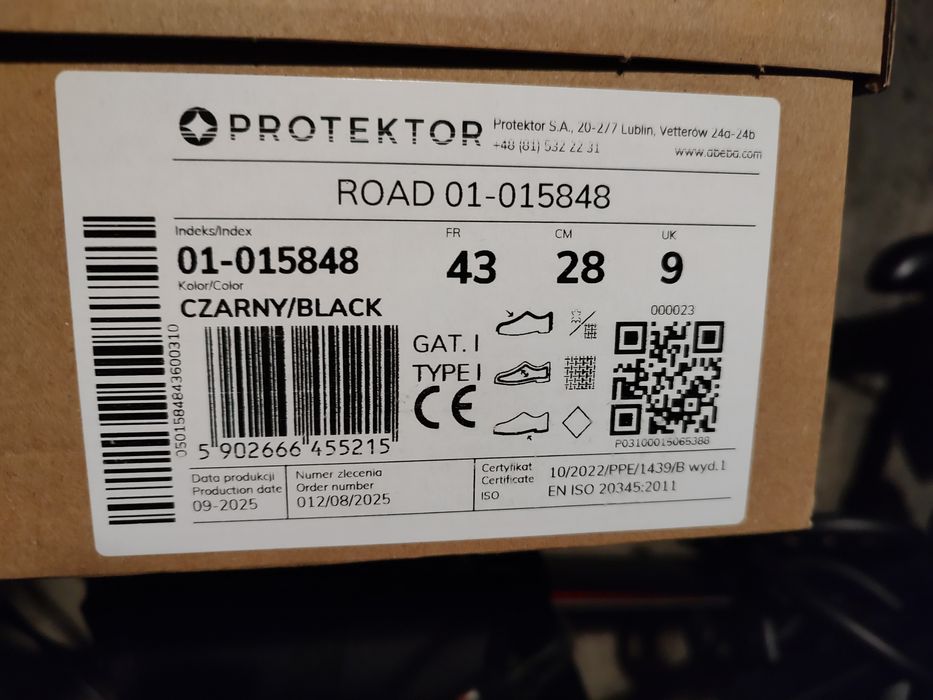 PROTEKTOR
Protektor S.A., 20-277 Lublin, Vetterów 24a-24b
+48 (81) 532 22 31
www.abeba.com
ROAD 01-015848
Indeks/Index
01-015848
FR
43
CM
28
UK
9
Kolor/Color
CZARNY/BLACK
000023
GAT. I
TYPE I
CE
0501584843600310
5 902666 455215
P03100015065388
Data produkcji
Production date
09-2025
Numer zlecenia
Order number
012/08/2025
Certyfikat
Certificate
ISO
10/2022/PPE/1439/B wyd.1
EN ISO 20345:2011